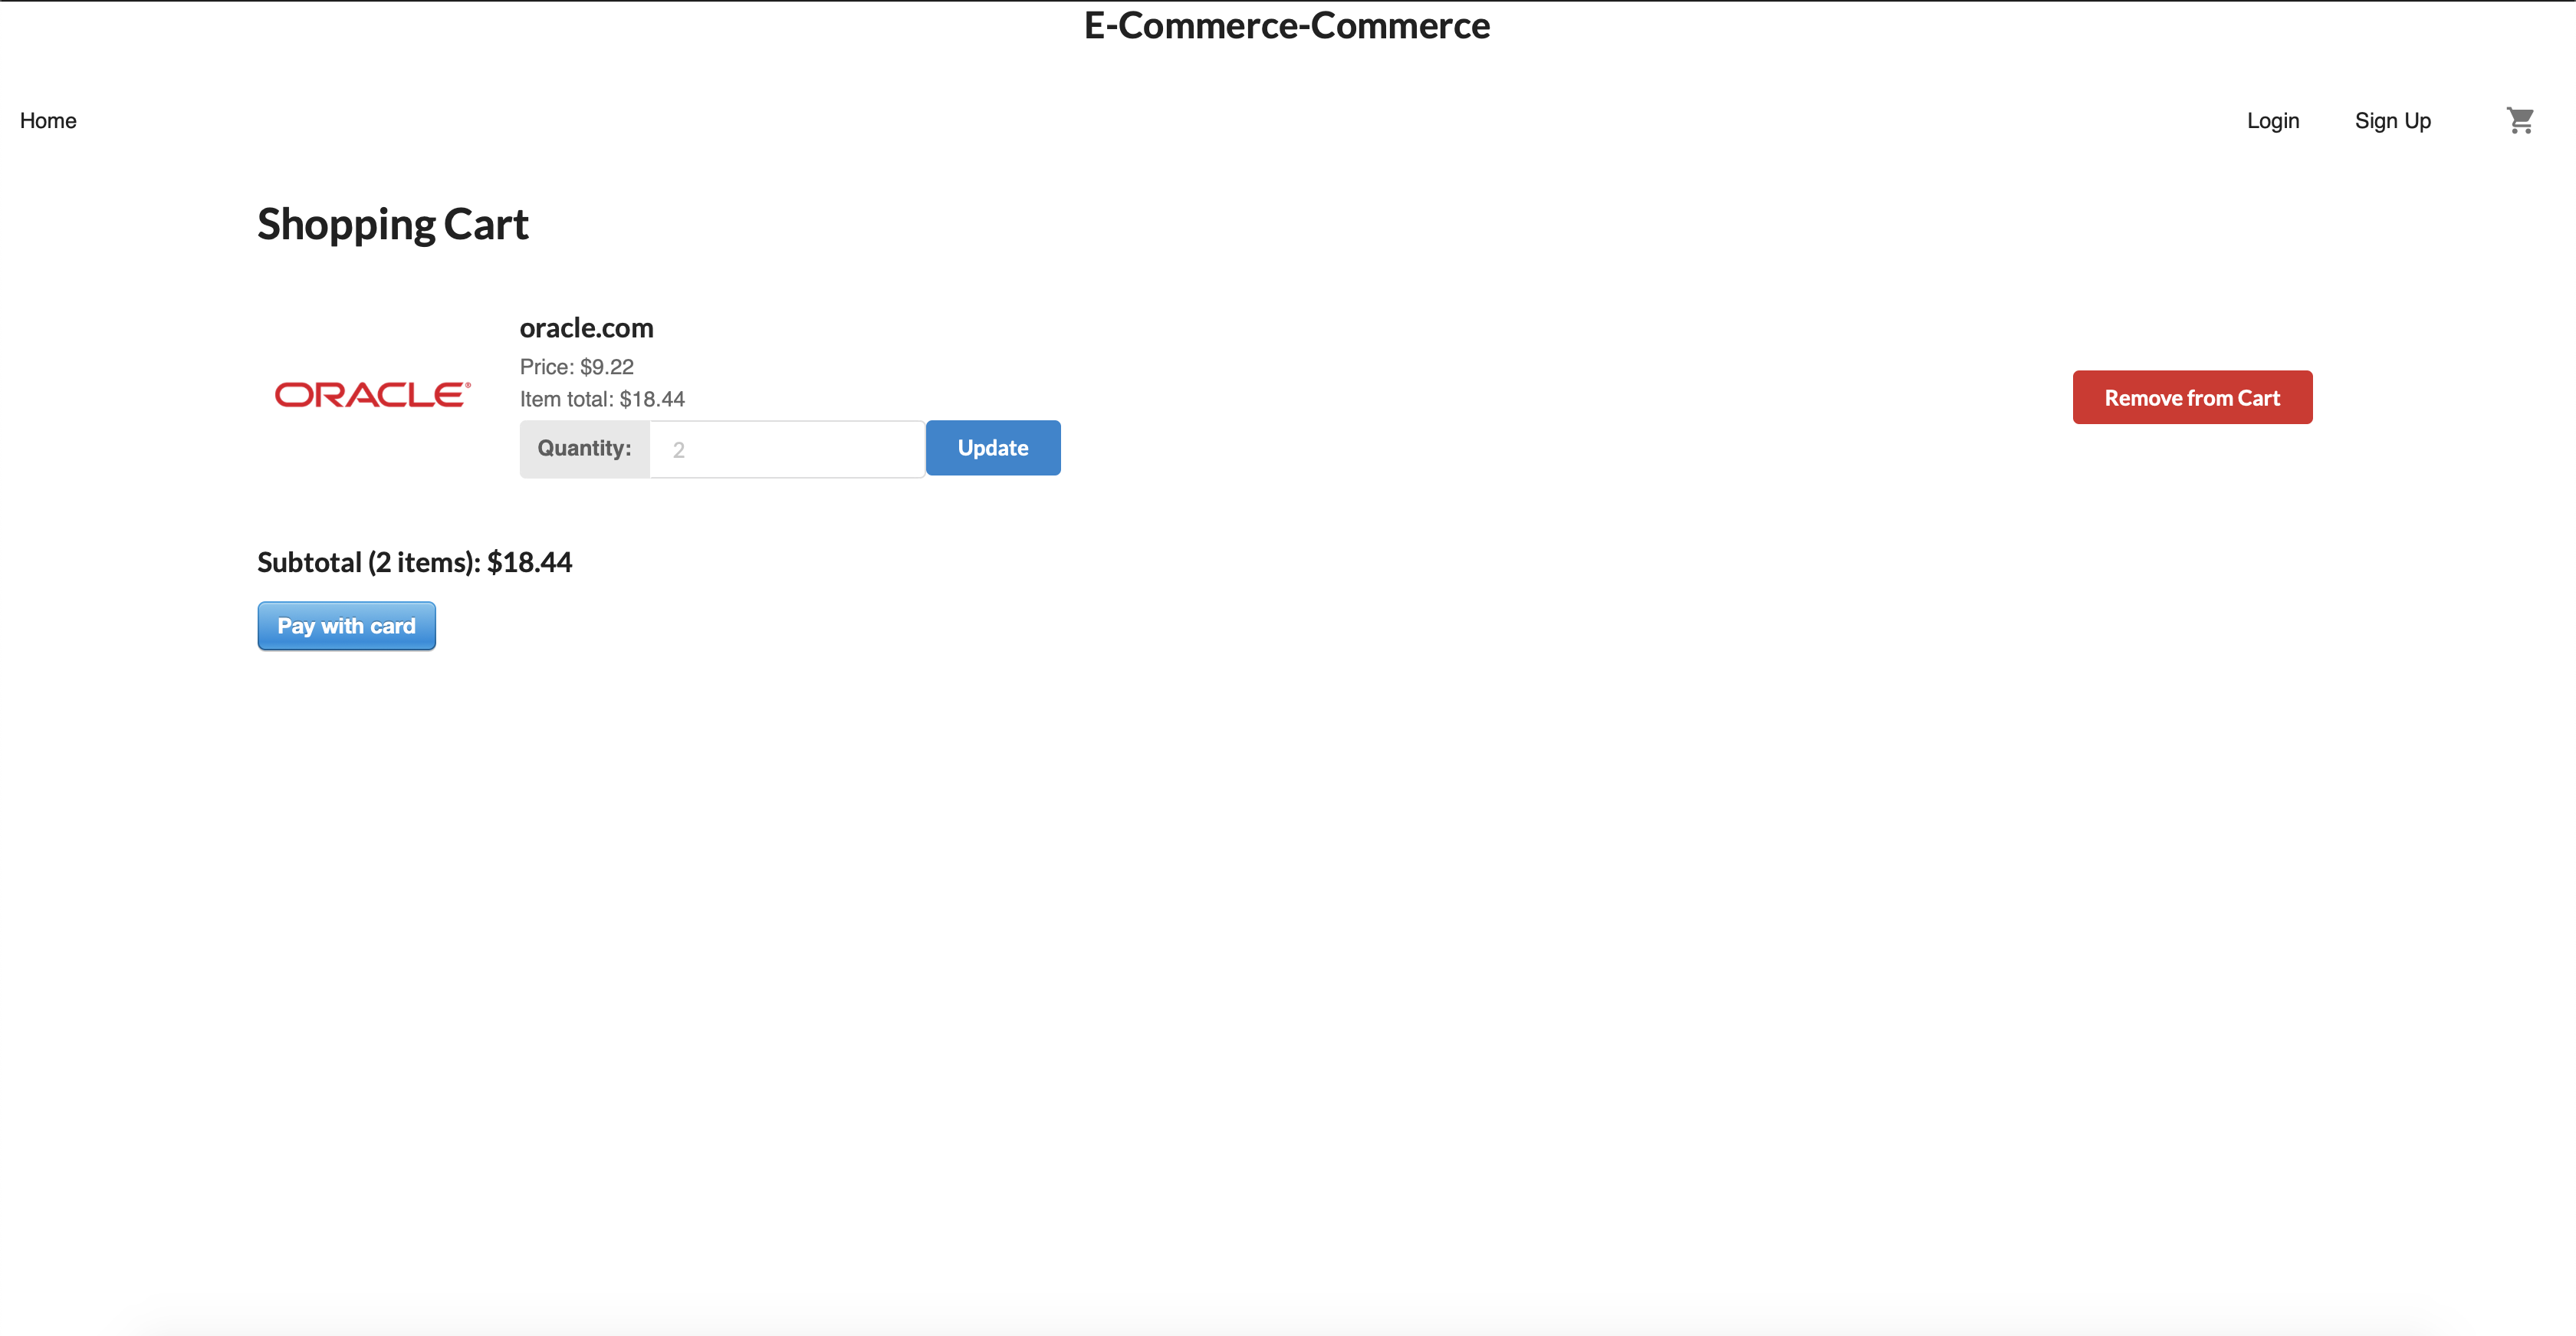 E-Commerce-Commerce
Home Login Sign Up
Shopping Cart
oracle.com
Price: $9.22
Item total: $18.44
ORACLE®
Remove from Cart
Quantity: 2 Update
Subtotal (2 items): $18.44
Pay with card